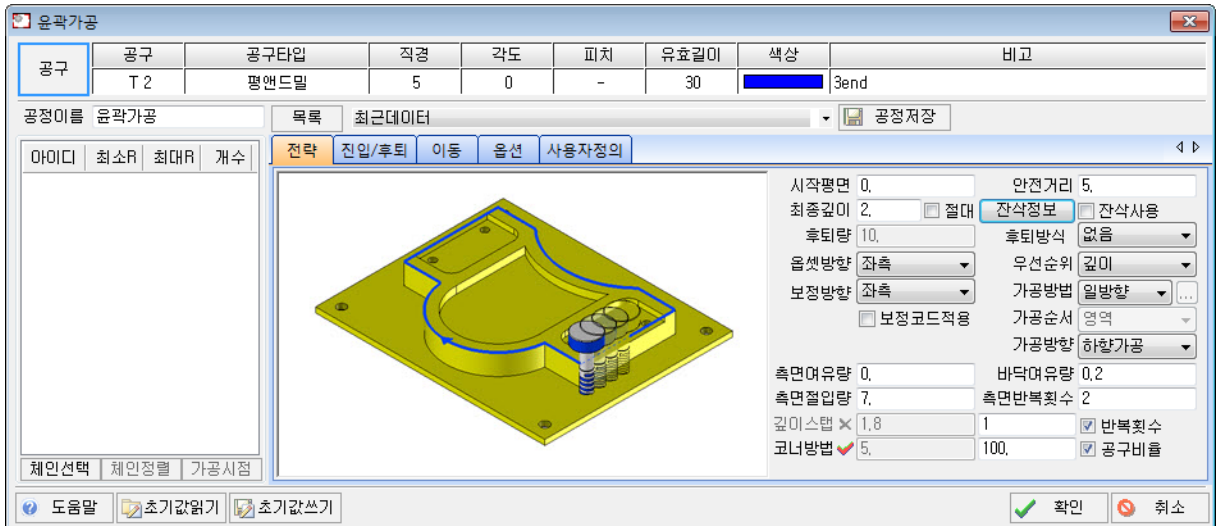 윤곽가공
공구 공구 공구타입 직경 각도 피치 유효길이 색상 비고
T 2 평앤드밀 5 0 - 30 3end
공정이름 윤곽가공 목록 최근데이터 공정저장
아이디 최소R 최대R 개수
전략 진입/후퇴 이동 옵션 사용자정의
시작평면 0, 안전거리 5,
최종깊이 2, 절대 잔삭정보 잔삭사용
후퇴량 10, 후퇴방식 없음
옵셋방향 좌측 우선순위 깊이
보정방향 좌측 가공방법 일방향 ...
보정코드적용 가공순서 영역
가공방향 하향가공
측면여유량 0, 바닥여유량 0,2
측면절입량 7, 측면반복횟수 2
깊이스탭 1,8 1 반복횟수
코너방법 5, 100, 공구비율
체인선택 체인정렬 가공시점
도움말 초기값읽기 초기값쓰기 확인 취소